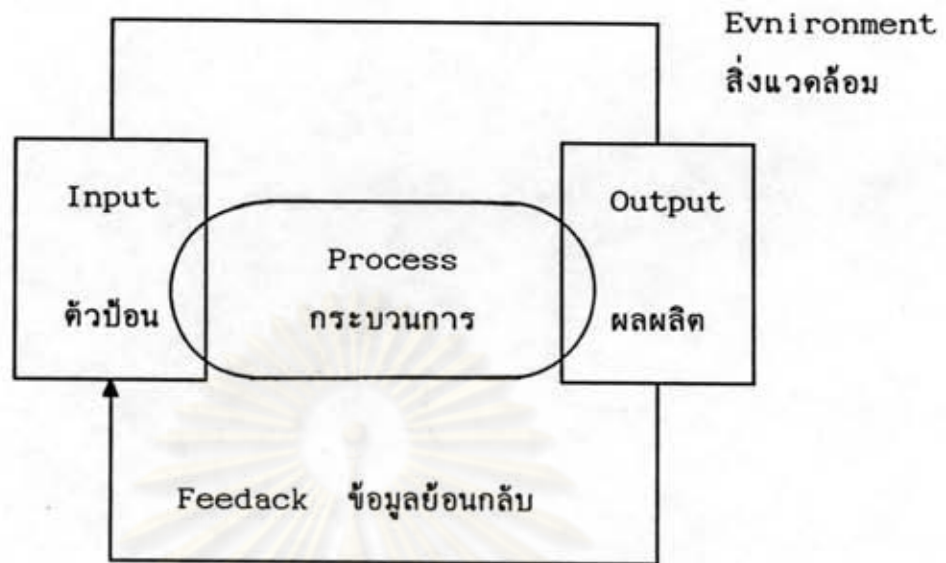 Evnironment
สิ่งแวดล้อม
Input
ตัวป้อน
Process
กระบวนการ
Output
ผลผลิต
Feedack ข้อมูลย้อนกลับ